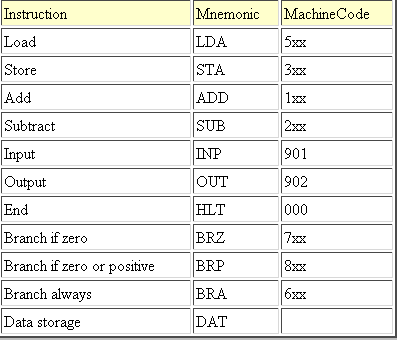 Instruction Mnemonic MachineCode
Load LDA 5xx
Store STA 3xx
Add ADD 1xx
Subtract SUB 2xx
Input INP 901
Output OUT 902
End HLT 000
Branch if zero BRZ 7xx
Branch if zero or positive BRP 8xx
Branch always BRA 6xx
Data storage DAT